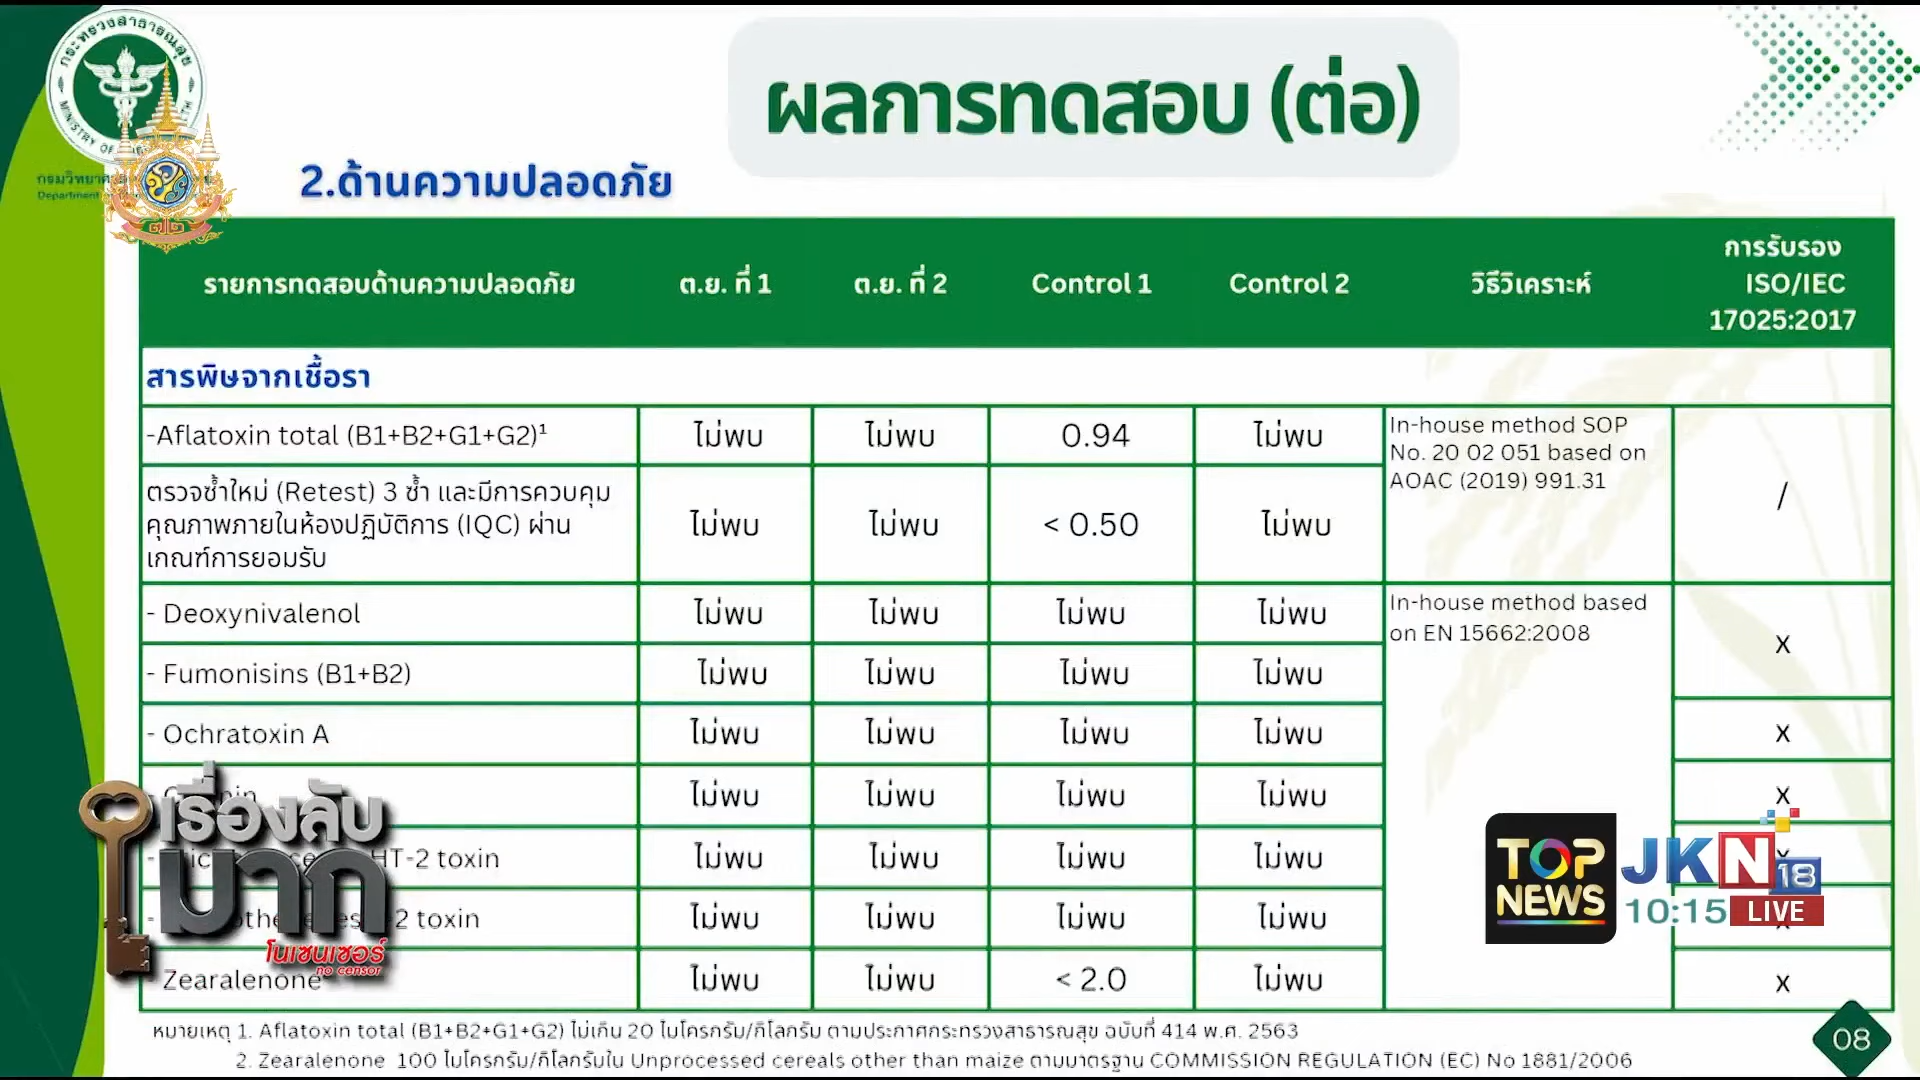 กระทรวงสาธารณสุข
ผลการทดสอบ (ต่อ)
กรมวิทยา
Department
2.ด้านความปลอดภัย
รายการทดสอบด้านความปลอดภัย ต.ย. ที่ 1 ต.ย. ที่ 2 Control 1 Control 2 วิธีวิเคราะห์ การรับรอง
ISO/IEC
17025:2017
สารพิษจากเชื้อรา
-Aflatoxin total (B1+B2+G1+G2)¹ ไม่พบ ไม่พบ 0.94 ไม่พบ In-house method SOP
No. 20 02 051 based on
AOAC (2019) 991.31
/
ตรวจซ้ำใหม่ (Retest) 3 ซ้ำ และมีการควบคุม
คุณภาพภายในห้องปฏิบัติการ (IQC) ผ่าน
เกณฑ์การยอมรับ
ไม่พบ ไม่พบ < 0.50 ไม่พบ
- Deoxynivalenol ไม่พบ ไม่พบ ไม่พบ ไม่พบ In-house method based
on EN 15662:2008
x
- Fumonisins (B1+B2) ไม่พบ ไม่พบ ไม่พบ ไม่พบ
- Ochratoxin A ไม่พบ ไม่พบ ไม่พบ ไม่พบ x
ไม่พบ ไม่พบ ไม่พบ ไม่พบ x
HT-2 toxin ไม่พบ ไม่พบ ไม่พบ ไม่พบ
-2 toxin ไม่พบ ไม่พบ ไม่พบ ไม่พบ
Zearalenone ไม่พบ ไม่พบ < 2.0 ไม่พบ x
เรื่องลับ
มาก
โนเซนเซอร์
no censor
TOP
NEWS
JKN
18
10:15 LIVE
หมายเหตุ 1. Aflatoxin total (B1+B2+G1+G2) ไม่เกิน 20 ไมโครกรัม/กิโลกรัม ตามประกาศกระทรวงสาธารณสุข ฉบับที่ 414 พ.ศ. 2563
2. Zearalenone 100 ไมโครกรัม/กิโลกรัมใน Unprocessed cereals other than maize ตามมาตรฐาน COMMISSION REGULATION (EC) No 1881/2006
08